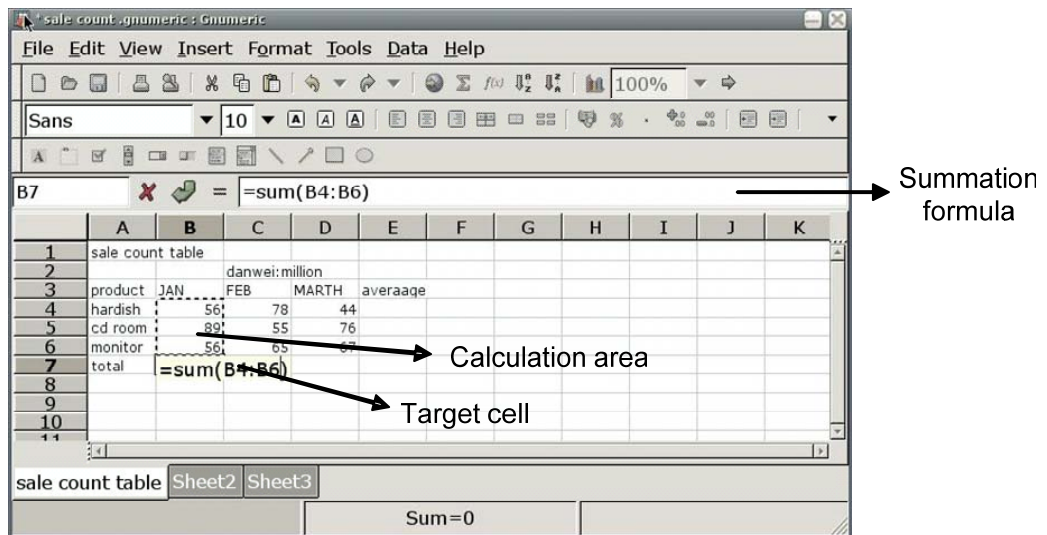 * sale count .gnumeric : Gnumeric
File Edit View Insert Format Tools Data Help
100%
Sans 10
B7 =sum(B4:B6)
Summation
formula
A B C D E F G H I J K
1 sale count table
2 danwei:million
3 product JAN FEB MARTH averaage
4 hardish 56 78 44
5 cd room 89 55 76
6 monitor 56 65 67
7 total =sum(B4:B6)
8
9
10
11
Calculation area
Target cell
sale count table Sheet2 Sheet3
Sum=0